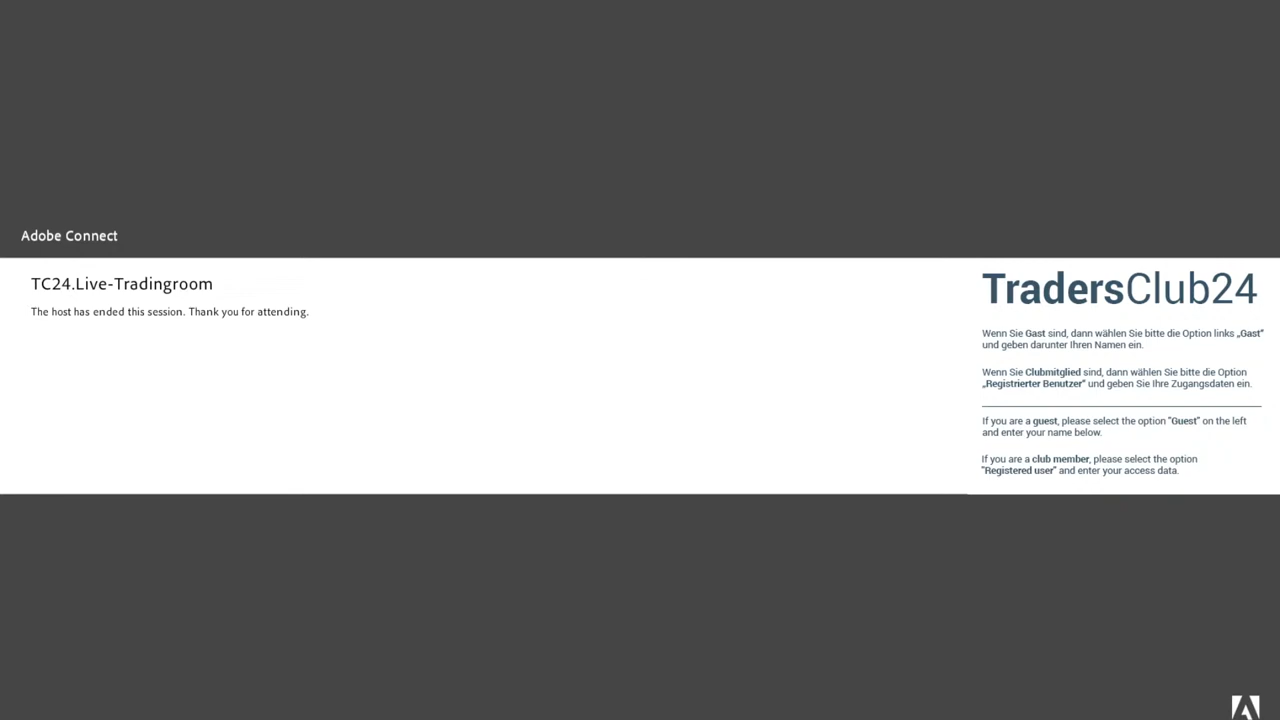 Adobe Connect
TC24.Live-Tradingroom
The host has ended this session. Thank you for attending.
TradersClub24
Wenn Sie Gast sind, dann wählen Sie bitte die Option links „Gast"
und geben darunter Ihren Namen ein.
Wenn Sie Clubmitglied sind, dann wählen Sie bitte die Option
„Registrierter Benutzer" und geben Sie Ihre Zugangsdaten ein.
If you are a guest, please select the option "Guest" on the left
and enter your name below.
If you are a club member, please select the option
"Registered user" and enter your access data.